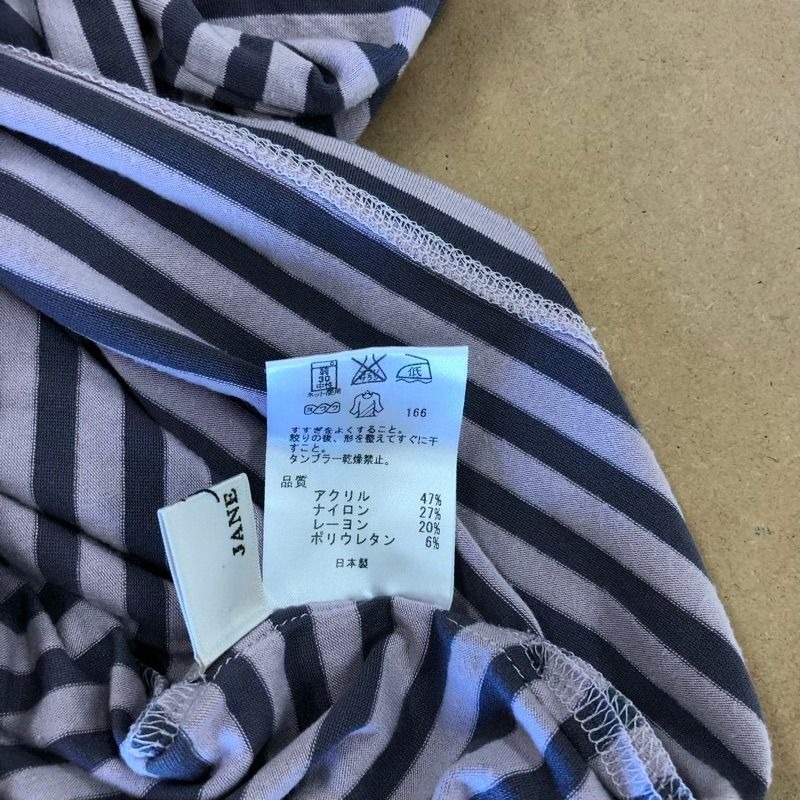 弱
30
中性
ネット使用
低
166
すすぎをよくすること。
絞りの後、形を整えてすぐに干
すこと。
タンブラー乾燥禁止。
品質
アクリル 47%
ナイロン 27%
レーヨン 20%
ポリウレタン 6%
日本製
JANE